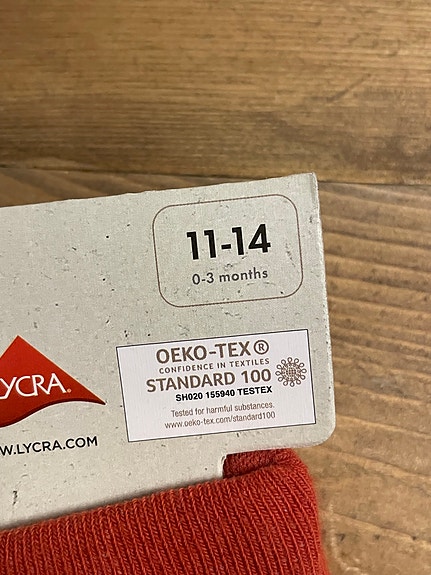 11-14
0-3 months
OEKO-TEX®
CONFIDENCE IN TEXTILES
STANDARD 100
SH020 155940 TESTEX
Tested for harmful substances.
www.oeko-tex.com/standard100
LYCRA®
W.LYCRA.COM